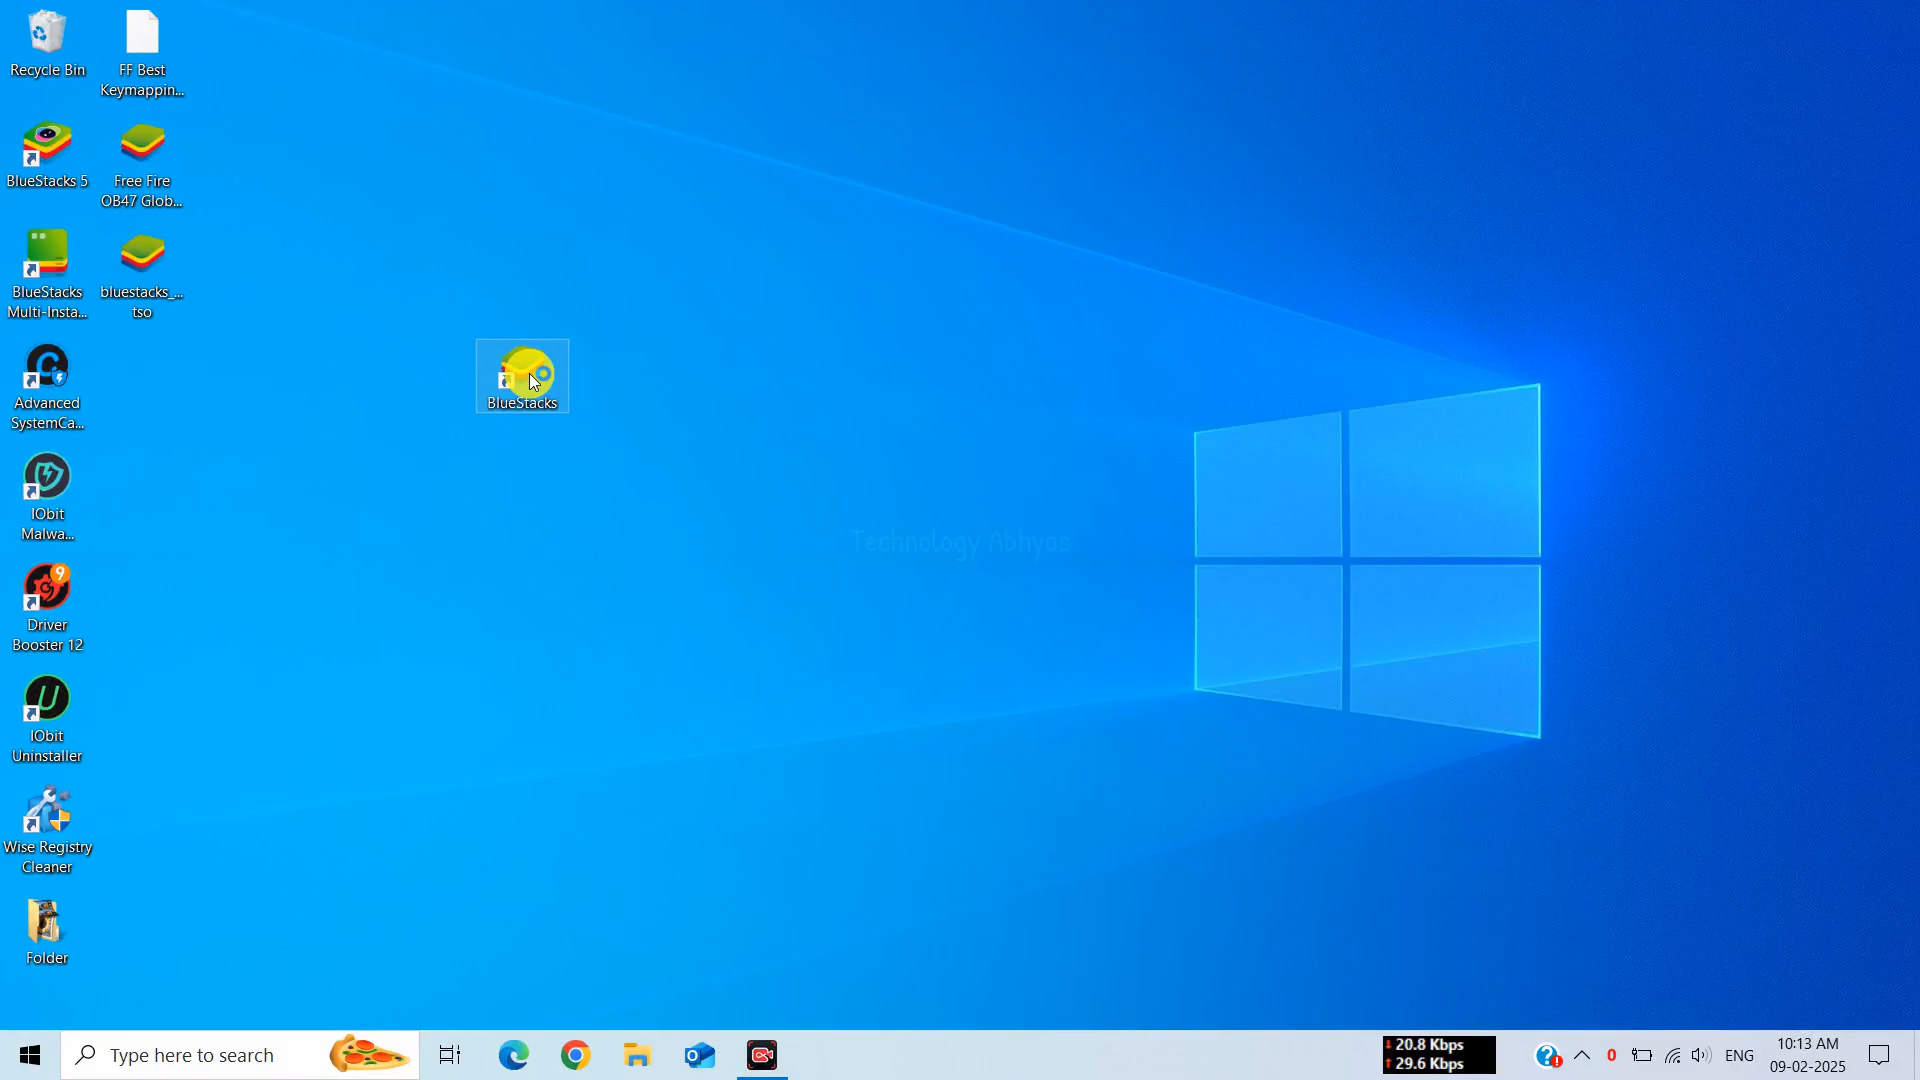 Recycle Bin
FF Best
Keymappin...
BlueStacks 5
Free Fire
OB47 Glob...
BlueStacks
Multi-Insta...
bluestacks_...
tso
BlueStacks
Advanced
SystemCa...
IObit
Malwa...
Technology Abhyas
9
Driver
Booster 12
IObit
Uninstaller
Wise Registry
Cleaner
Folder
Type here to search
20.8 Kbps
29.6 Kbps
0
ENG
10:13 AM
09-02-2025